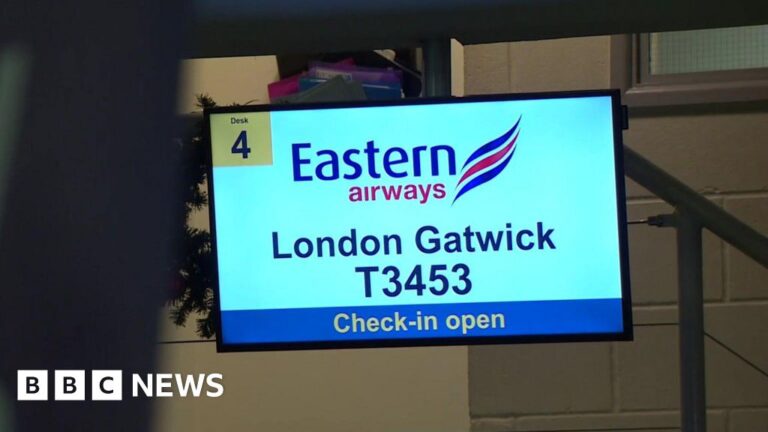 Desk
4
Eastern
airways
London Gatwick
T3453
Check-in open
BBC NEWS